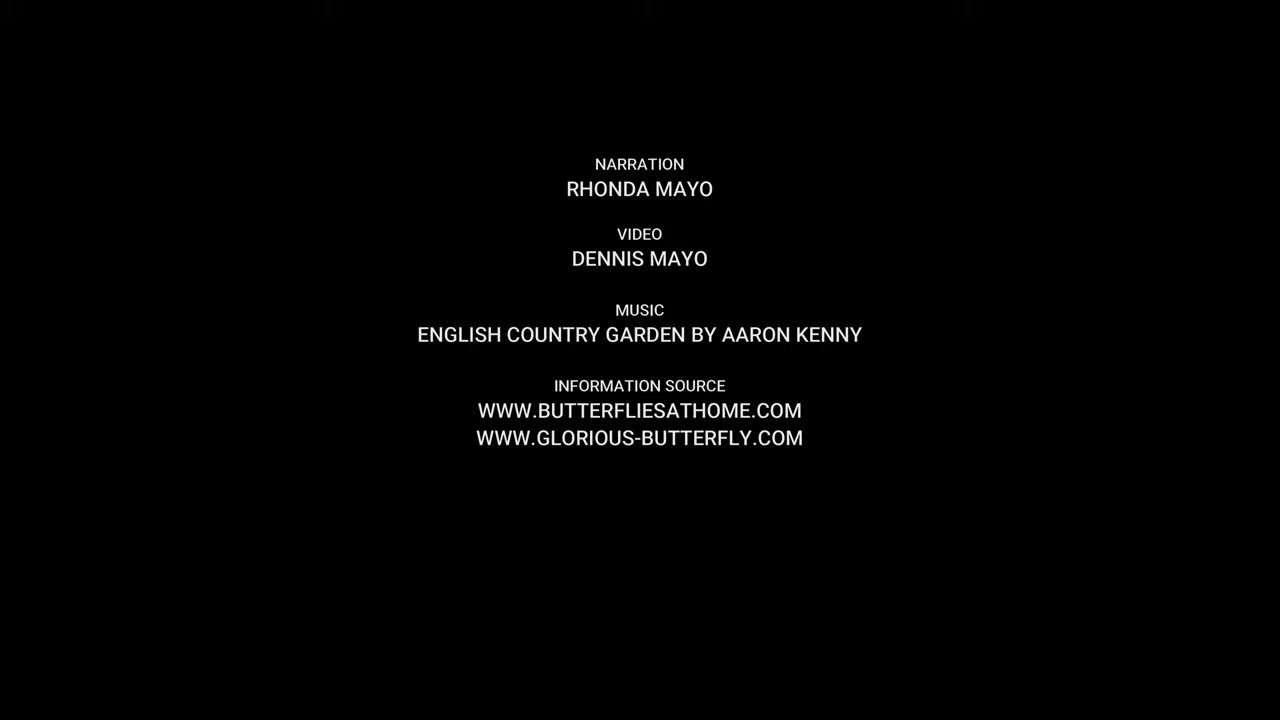 NARRATION
RHONDA MAYO
VIDEO
DENNIS MAYO
MUSIC
ENGLISH COUNTRY GARDEN BY AARON KENNY
INFORMATION SOURCE
WWW.BUTTERFLIESATHOME.COM
WWW.GLORIOUS-BUTTERFLY.COM